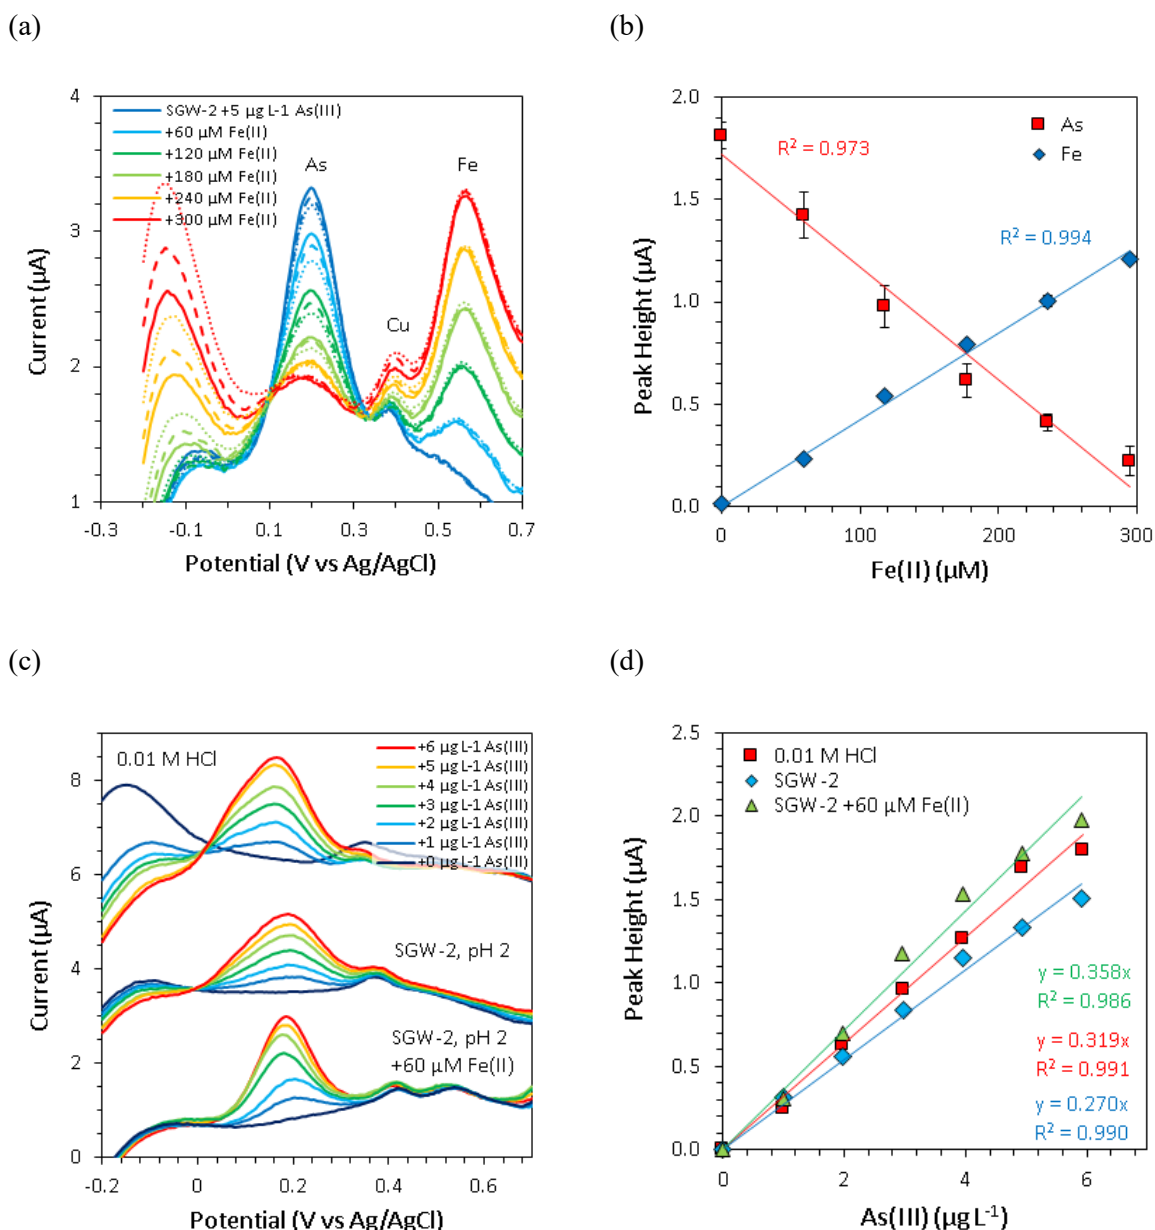 (a)
(b)
4
3
2
1
-0.3
-0.1
0.1
0.3
0.5
0.7
Current (µA)
Potential (V vs Ag/AgCl)
SGW-2 +5 µg L-1 As(III)
+60 µM Fe(II)
+120 µM Fe(II)
+180 µM Fe(II)
+240 µM Fe(II)
+300 µM Fe(II)
As
Fe
Cu
2.0
1.5
1.0
0.5
0.0
0
100
200
300
Peak Height (µA)
Fe(II) (µM)
As
Fe
R² = 0.973
R² = 0.994
(c)
(d)
8
6
4
2
0
-0.2
0
0.2
0.4
0.6
Current (µA)
Potential (V vs Ag/AgCl)
0.01 M HCl
+6 µg L-1 As(III)
+5 µg L-1 As(III)
+4 µg L-1 As(III)
+3 µg L-1 As(III)
+2 µg L-1 As(III)
+1 µg L-1 As(III)
+0 µg L-1 As(III)
SGW-2, pH 2
SGW-2, pH 2
+60 µM Fe(II)
2.5
2.0
1.5
1.0
0.5
0.0
0
2
4
6
Peak Height (µA)
As(III) (µg L⁻¹)
0.01 M HCl
SGW-2
SGW-2 +60 µM Fe(II)
y = 0.358x
R² = 0.986
y = 0.319x
R² = 0.991
y = 0.270x
R² = 0.990